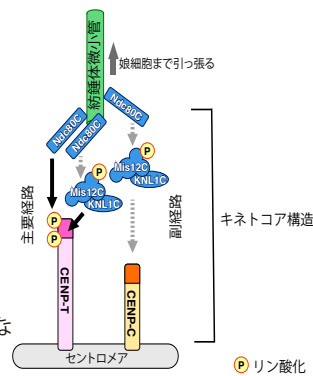 紡錘体微小管
娘細胞まで引っ張る
Ndc80C
Ndc80C
Ndc80C
P
Mis12C
KNL1C
P
Mis12C
KNL1C
主要経路
副経路
キネトコア構造
P
P
CENP-T
CENP-C
よ
セントロメア
P リン酸化